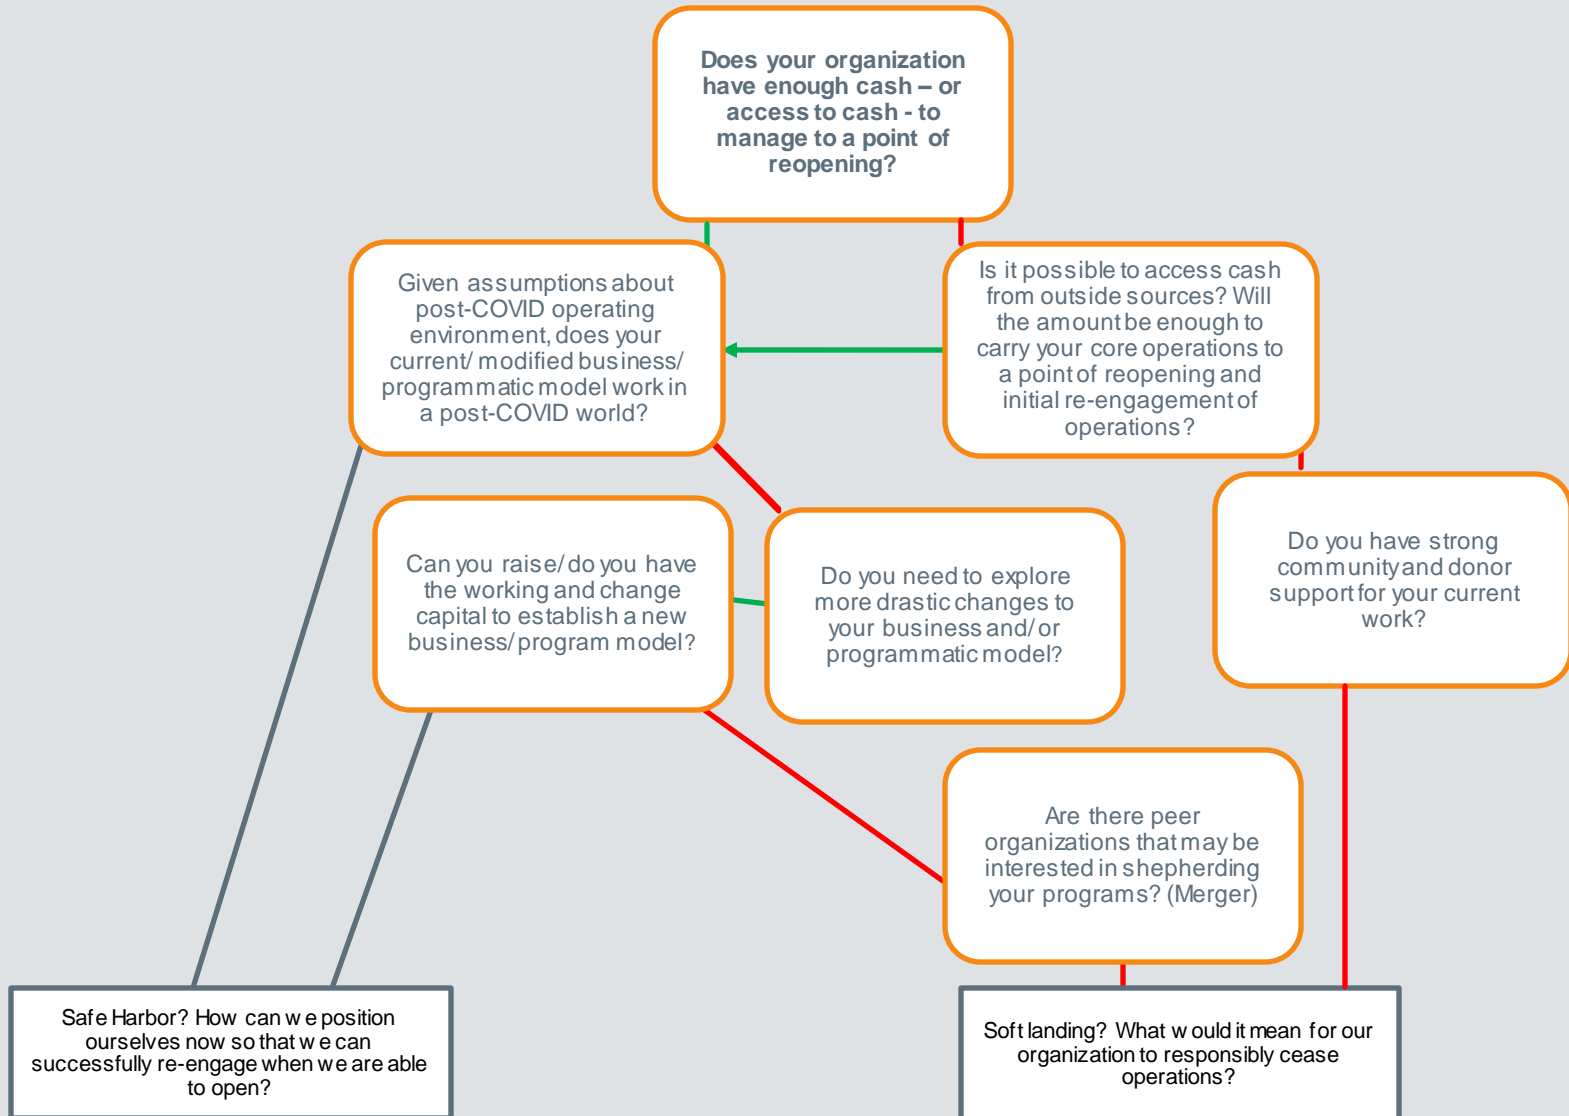 Does your organization
have enough cash – or
access to cash - to
manage to a point of
reopening?
Given assumptions about
post-COVID operating
environment, does your
current/ modified business/
programmatic model work in
a post-COVID world?
Is it possible to access cash
from outside sources? Will
the amount be enough to
carry your core operations to
a point of reopening and
initial re-engagement of
operations?
Can you raise/ do you have
the working and change
capital to establish a new
business/ program model?
Do you need to explore
more drastic changes to
your business and/ or
programmatic model?
Do you have strong
community and donor
support for your current
work?
Are there peer
organizations that may be
interested in shepherding
your programs? (Merger)
Safe Harbor? How can we position
ourselves now so that we can
successfully re-engage when we are able
to open?
Soft landing? What would it mean for our
organization to responsibly cease
operations?